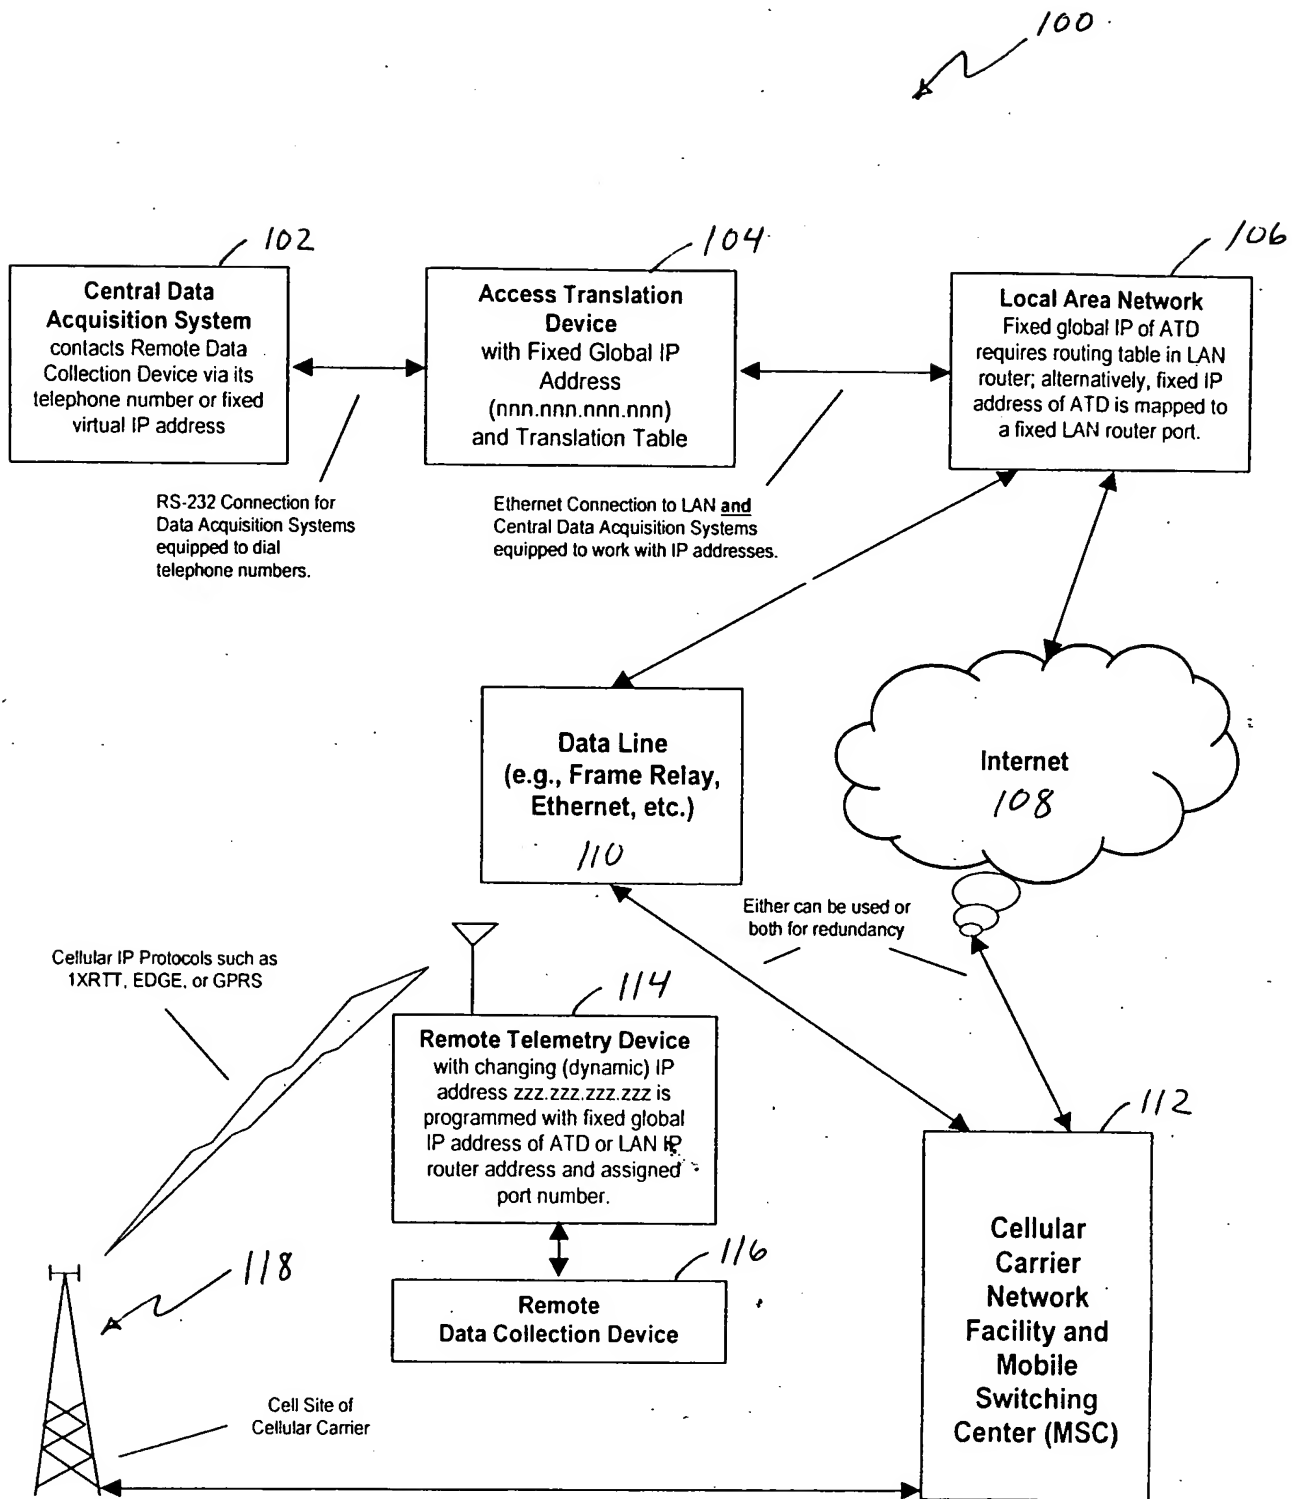 100
102
104
106
Central Data
Acquisition System
contacts Remote Data
Collection Device via its
telephone number or fixed
virtual IP address
Access Translation
Device
with Fixed Global IP
Address
(nnn.nnn.nnn.nnn)
and Translation Table
Local Area Network
Fixed global IP of ATD
requires routing table in LAN
router; alternatively, fixed IP
address of ATD is mapped to
a fixed LAN router port.
RS-232 Connection for
Data Acquisition Systems
equipped to dial
telephone numbers.
Ethernet Connection to LAN and
Central Data Acquisition Systems
equipped to work with IP addresses.
Data Line
(e.g., Frame Relay,
Ethernet, etc.)
110
Internet
108
Either can be used or
both for redundancy
Cellular IP Protocols such as
1XRTT, EDGE, or GPRS
114
Remote Telemetry Device
with changing (dynamic) IP
address zzz.zzz.zzz.zzz is
programmed with fixed global
IP address of ATD or LAN IP
router address and assigned
port number.
112
Cellular
Carrier
Network
Facility and
Mobile
Switching
Center (MSC)
116
Remote
Data Collection Device
118
Cell Site of
Cellular Carrier